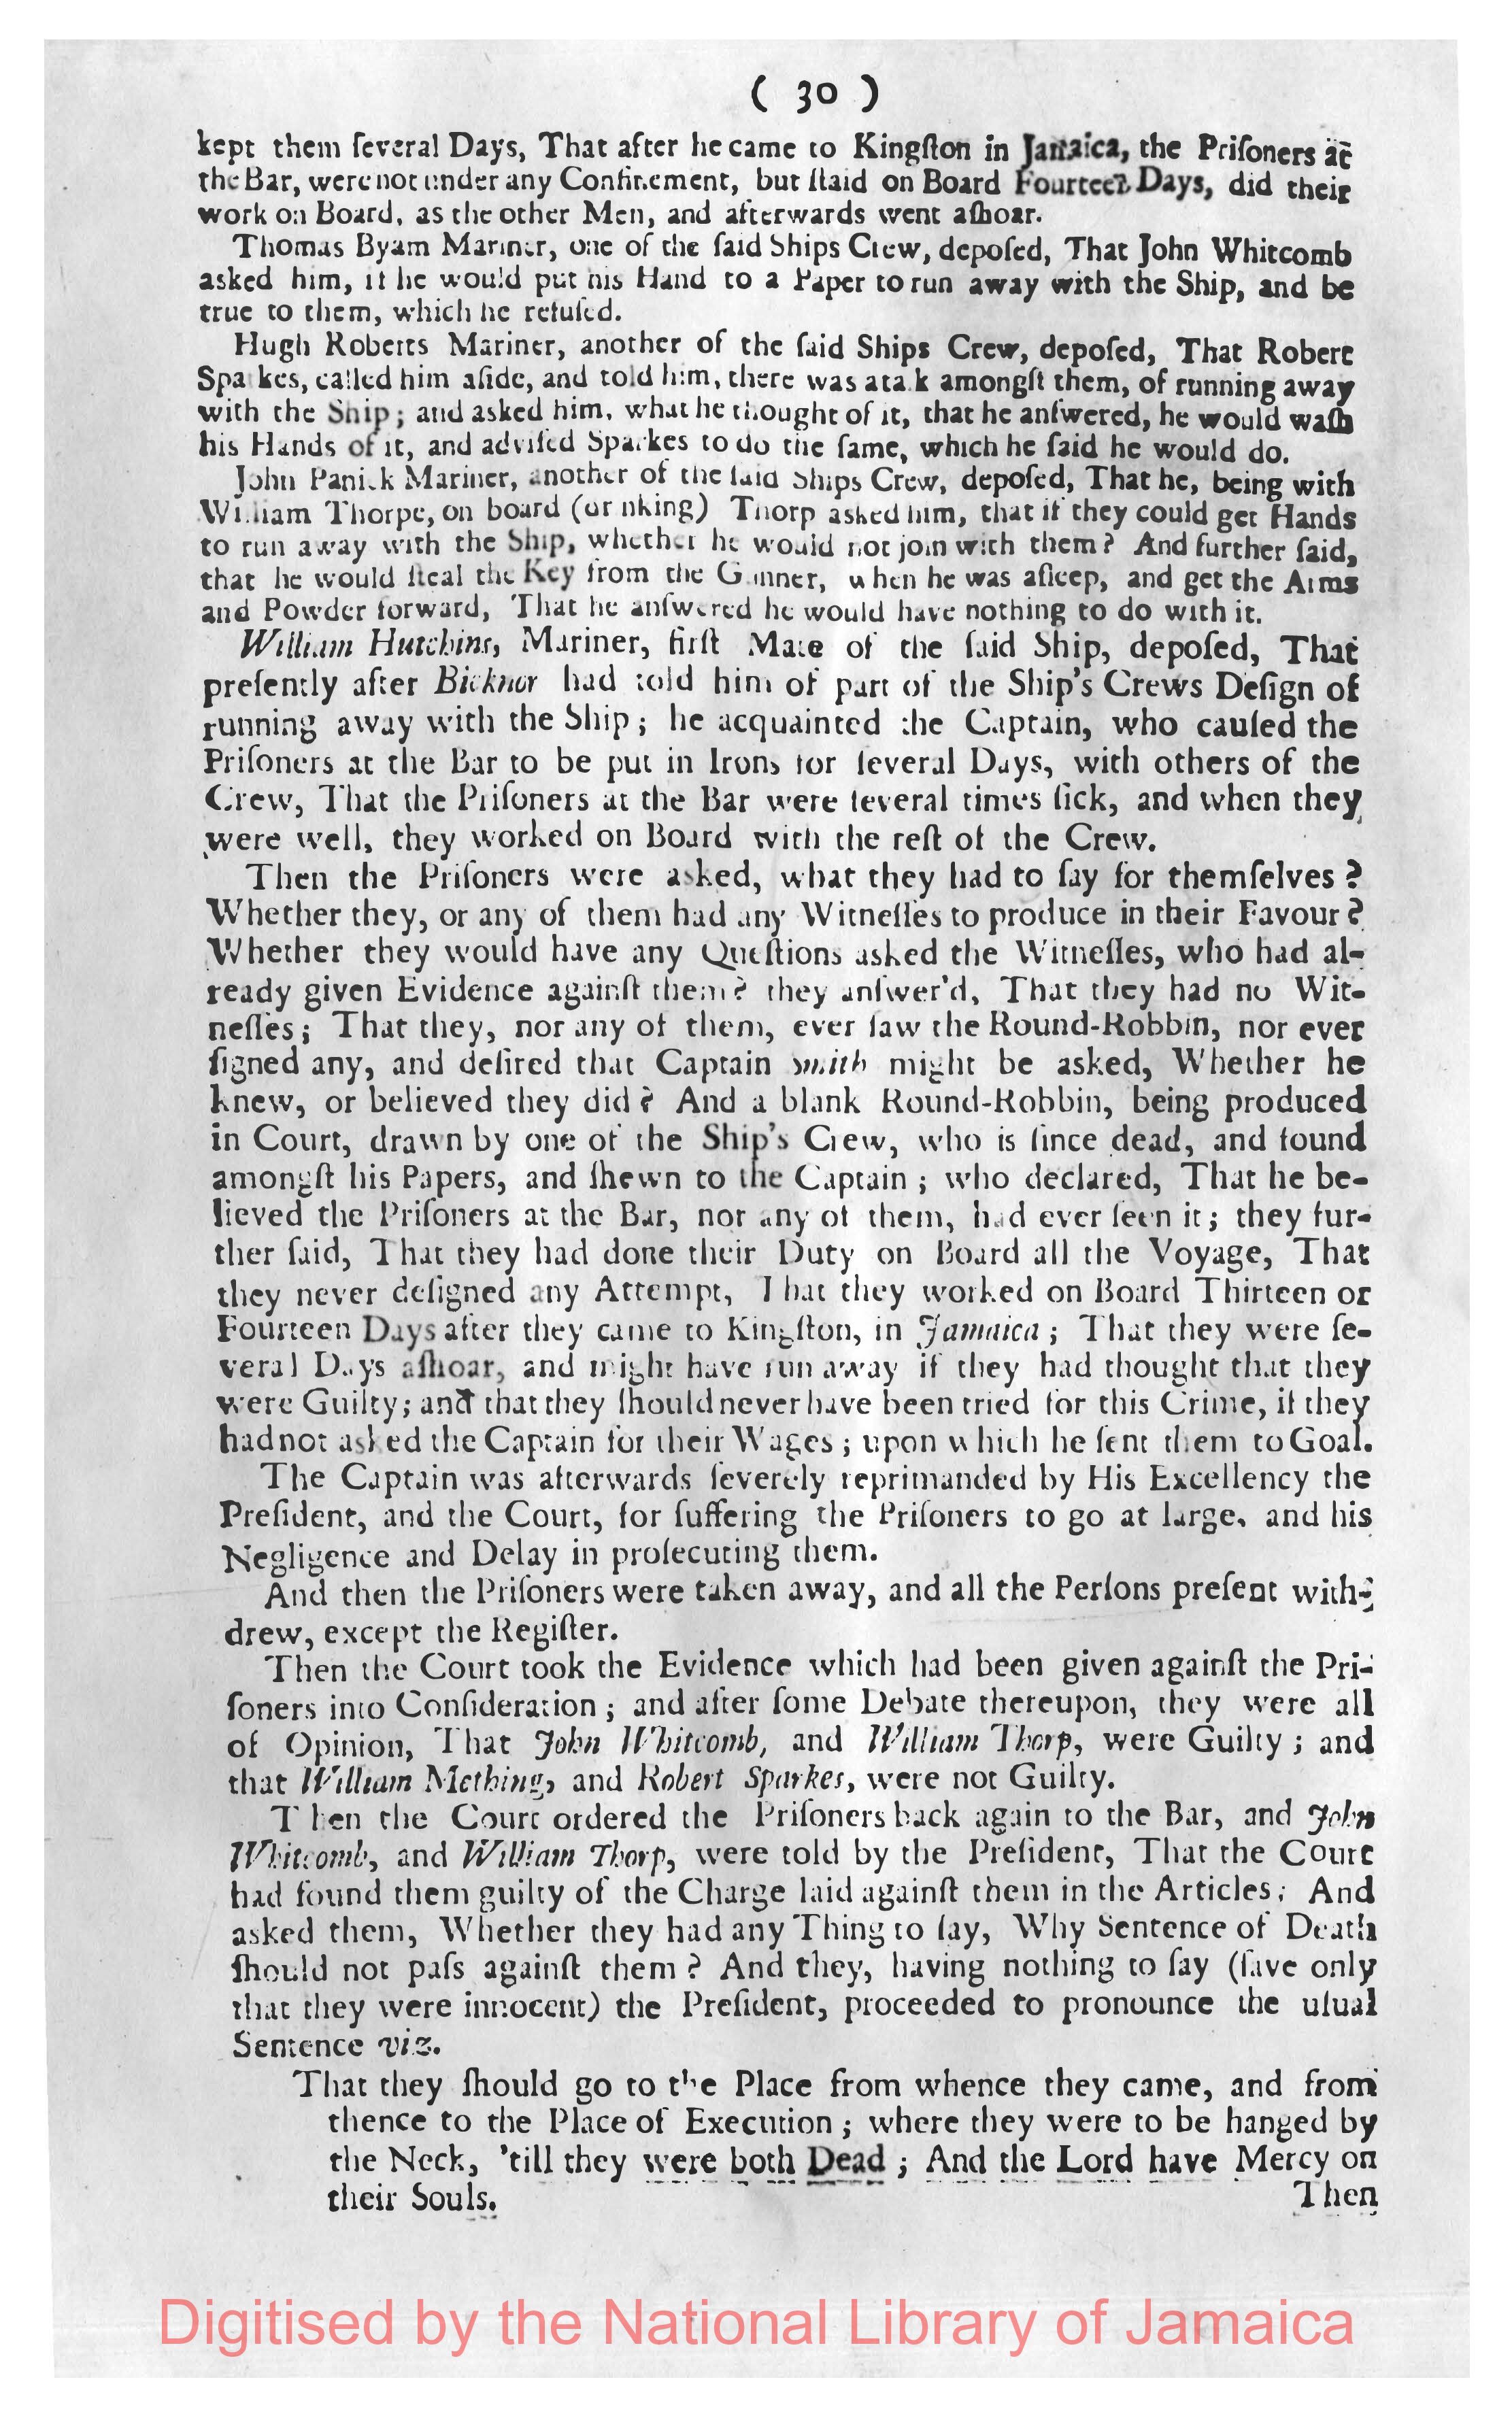 ( 30 )
kept them ſeveral Days, That after he came to Kingſton in Jamaica, the Priſoners at
the Bar, were not under any Confinement, but ſtaid on Board Fourteen Days, did their
work on Board, as the other Men, and afterwards went aſhoar.
Thomas Byam Mariner, one of the ſaid Ships Crew, depoſed, That John Whitcomb
asked him, if he would put his Hand to a Paper to run away with the Ship, and be
true to them, which he refuſed.
Hugh Roberts Mariner, another of the ſaid Ships Crew, depoſed, That Robert
Sparkes, called him aſide, and told him, there was a talk amongſt them, of running away
with the Ship; and asked him, what he thought of it, that he anſwered, he would waſh
his Hands of it, and adviſed Sparkes to do the ſame, which he ſaid he would do.
John Panick Mariner, another of the ſaid Ships Crew, depoſed, That he, being with
William Thorpe, on board (drinking) Thorp asked him, that if they could get Hands
to run away with the Ship, whether he would not join with them? And further ſaid,
that he would ſteal the Key from the Gunner, when he was aſleep, and get the Arms
and Powder forward, That he anſwered he would have nothing to do with it.
William Hutchins, Mariner, firſt Mate of the ſaid Ship, depoſed, That
preſently after Bicknor had told him of part of the Ship's Crews Deſign of
running away with the Ship; he acquainted the Captain, who cauſed the
Priſoners at the Bar to be put in Irons for ſeveral Days, with others of the
Crew, That the Priſoners at the Bar were ſeveral times ſick, and when they
were well, they worked on Board with the reſt of the Crew.
Then the Priſoners were asked, what they had to ſay for themſelves?
Whether they, or any of them had any Witneſſes to produce in their Favour?
Whether they would have any Queſtions asked the Witneſſes, who had al-
ready given Evidence againſt them? they anſwer'd, That they had no Wit-
neſſes; That they, nor any of them, ever ſaw the Round-Robbin, nor ever
ſigned any, and deſired that Captain Smith might be asked, Whether he
knew, or believed they did? And a blank Round-Robbin, being produced
in Court, drawn by one of the Ship's Crew, who is ſince dead, and found
amongſt his Papers, and ſhewn to the Captain; who declared, That he be-
lieved the Priſoners at the Bar, nor any of them, had ever ſeen it; they fur-
ther ſaid, That they had done their Duty on Board all the Voyage, That
they never deſigned any Attempt, That they worked on Board Thirteen or
Fourteen Days after they came to Kingſton, in Jamaica; That they were ſe-
veral Days aſhoar, and might have run away if they had thought that they
were Guilty; and that they ſhould never have been tried for this Crime, if they
had not asked the Captain for their Wages; upon which he ſent them to Goal.
The Captain was afterwards ſeverely reprimanded by His Excellency the
Preſident, and the Court, for ſuffering the Priſoners to go at large, and his
Negligence and Delay in proſecuting them.
And then the Priſoners were taken away, and all the Perſons preſent with-
drew, except the Regiſter.
Then the Court took the Evidence which had been given againſt the Pri-
ſoners into Conſideration; and after ſome Debate thereupon, they were all
of Opinion, That John Whitcomb, and William Thorp, were Guilty; and
that William Mething, and Robert Sparkes, were not Guilty.
Then the Court ordered the Priſoners back again to the Bar, and John
Whitcomb, and William Thorp, were told by the Preſident, That the Court
had found them guilty of the Charge laid againſt them in the Articles; And
asked them, Whether they had any Thing to ſay, Why Sentence of Death
ſhould not paſs againſt them? And they, having nothing to ſay (ſave only
that they were innocent) the Preſident, proceeded to pronounce the uſual
Sentence viz.
That they ſhould go to the Place from whence they came, and from
thence to the Place of Execution; where they were to be hanged by
the Neck, 'till they were both Dead; And the Lord have Mercy on
their Souls.
Then
Digitised by the National Library of Jamaica